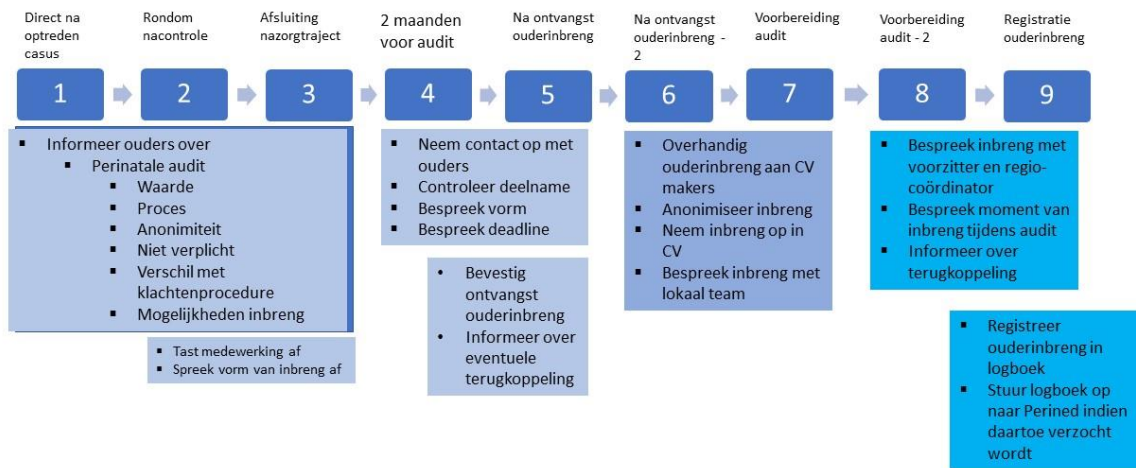 Direct na
optreden
casus
Rondom
nacontrole
Afsluiting
nazorgtraject
2 maanden
voor audit
Na ontvangst
ouderinbreng
Na ontvangst
ouderinbreng -
2
Voorbereiding
audit
Voorbereiding
audit - 2
Registratie
ouderinbreng
1
2
3
4
5
6
7
8
9
▪ Informeer ouders over
▪ Perinatale audit
▪ Waarde
▪ Proces
▪ Anonimiteit
▪ Niet verplicht
▪ Verschil met
klachtenprocedure
▪ Mogelijkheden inbreng
▪ Tast medewerking af
▪ Spreek vorm van inbreng af
▪ Neem contact op met
ouders
▪ Controleer deelname
▪ Bespreek vorm
▪ Bespreek deadline
• Bevestig
ontvangst
ouderinbreng
• Informeer over
eventuele
terugkoppeling
▪ Overhandig
ouderinbreng aan CV
makers
▪ Anonimiseer inbreng
▪ Neem inbreng op in
CV
▪ Bespreek inbreng met
lokaal team
▪ Bespreek inbreng met
voorzitter en regio-
coördinator
▪ Bespreek moment van
inbreng tijdens audit
▪ Informeer over
terugkoppeling
▪ Registreer
ouderinbreng in
logboek
▪ Stuur logboek op
naar Perined indien
daartoe verzocht
wordt